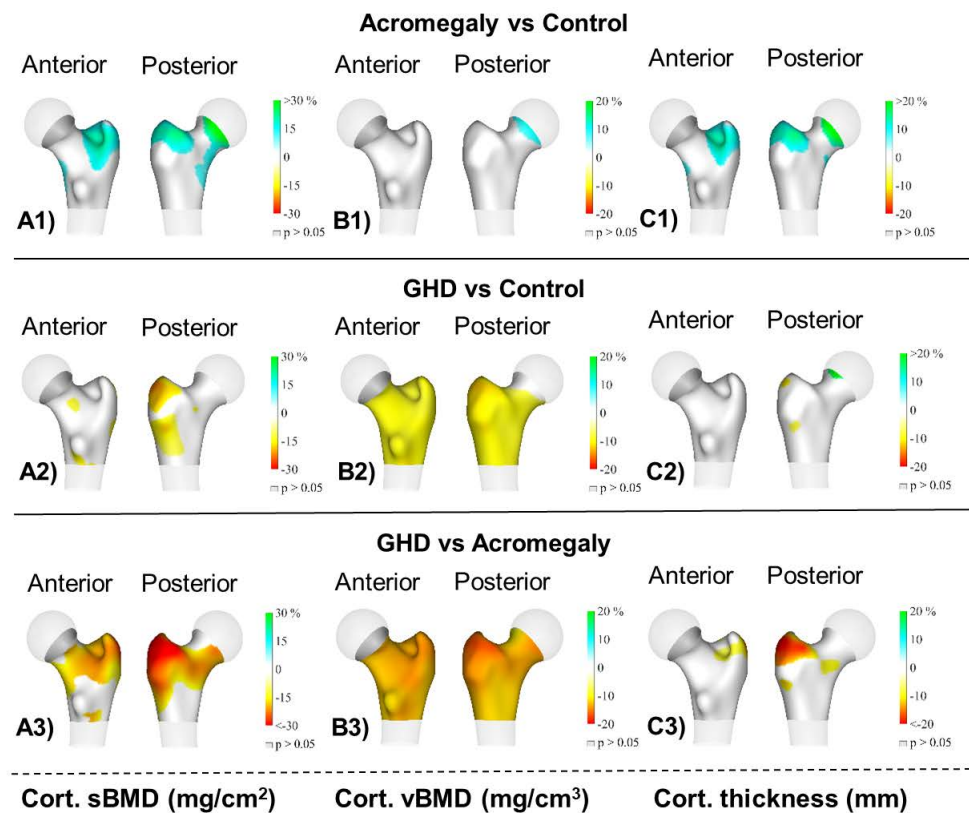 Acromegaly vs Control
Anterior Posterior Anterior Posterior Anterior Posterior
>30 % 20 % >20 %
15 10 10
0 0 0
-15 -10 -10
-30 -20 -20
A1) p > 0.05 B1) p > 0.05 C1) p > 0.05
GHD vs Control
Anterior Posterior Anterior Posterior Anterior Posterior
30 % 20 % >20 %
15 10 10
0 0 0
-15 -10 -10
-30 -20 -20
A2) p > 0.05 B2) p > 0.05 C2) p > 0.05
GHD vs Acromegaly
Anterior Posterior Anterior Posterior Anterior Posterior
30 % 20 % 20 %
15 10 10
0 0 0
-15 -10 -10
<-30 -20 <-20
A3) p > 0.05 B3) p > 0.05 C3) p > 0.05
Cort. sBMD (mg/cm²) Cort. vBMD (mg/cm³) Cort. thickness (mm)